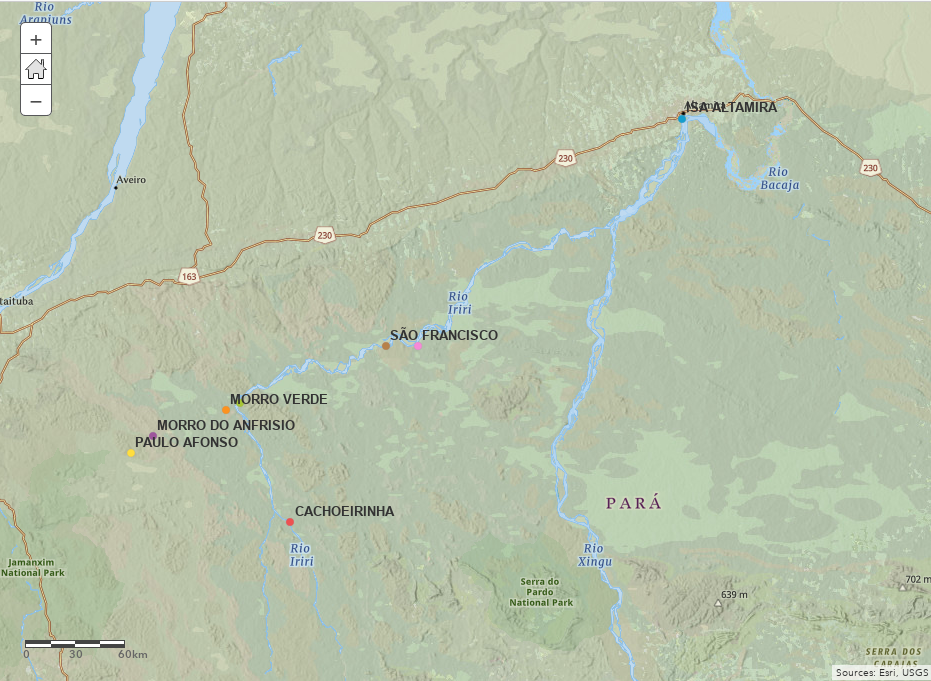 Rio
Arapiuns
+
−
Altamira
ISA ALTAMIRA
230
230
Aveiro
Rio
Bacaja
230
163
taituba
Rio
Iriri
SÃO FRANCISCO
MORRO VERDE
MORRO DO ANFRISIO
PAULO AFONSO
PARÁ
CACHOEIRINHA
Rio
Iriri
Rio
Xingu
Jamanxim
National Park
Serra do
Pardo
National Park
702 m
639 m
0 30 60km
SERRA DOS
CARAJAS
Sources: Esri, USGS